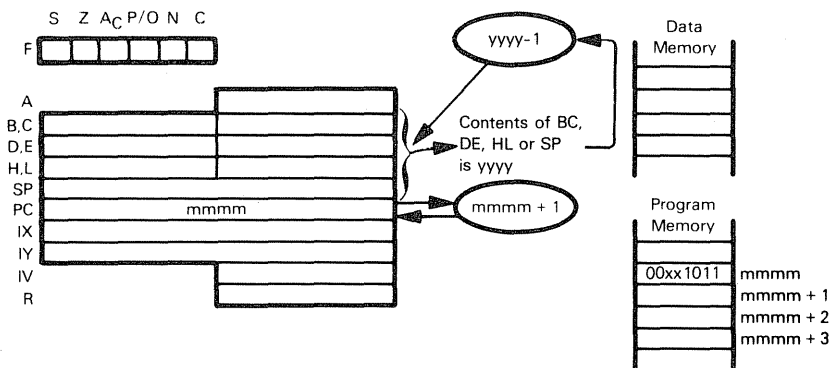 S Z AC P/O N C
F
A
B,C
D,E
H,L
SP
PC mmmm
IX
IY
IV
R
yyyy-1
Contents of BC,
DE, HL or SP
is yyyy
mmmm + 1
Data
Memory
Program
Memory
00xx1011 mmmm
mmmm + 1
mmmm + 2
mmmm + 3